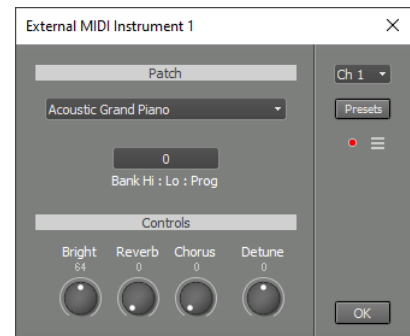 External MIDI Instrument 1
Patch
Ch 1
Acoustic Grand Piano
Presets
0
Bank Hi : Lo : Prog
Controls
Bright Reverb Chorus Detune
64 0 0 0
OK